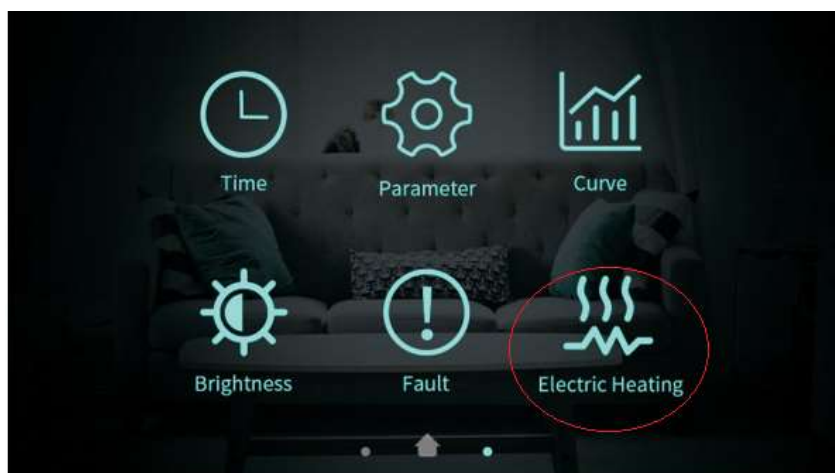 Time
Parameter
Curve
Brightness
Fault
Electric Heating